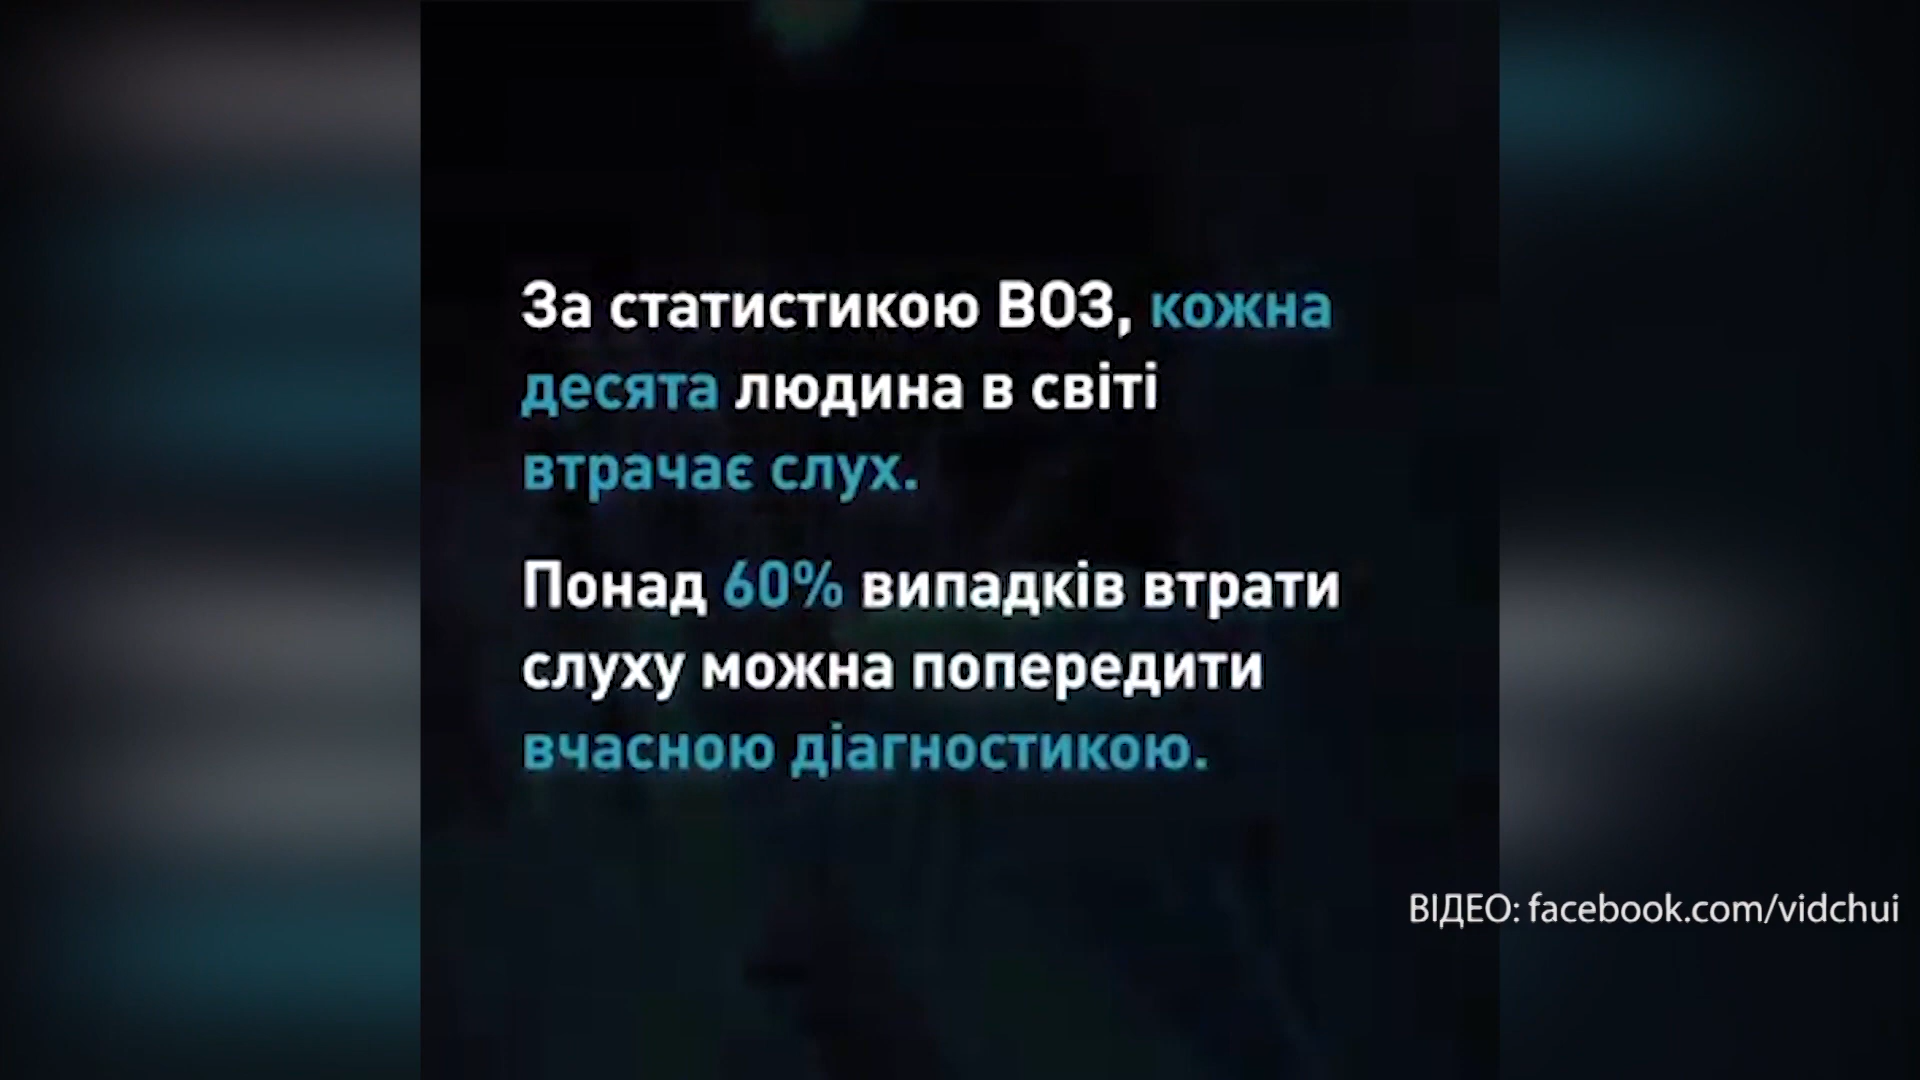 За статистикою ВОЗ, кожна
десята людина в світі
втрачає слух.
Понад 60% випадків втрати
слуху можна попередити
вчасною діагностикою.
ВІДЕО: facebook.com/vidchui